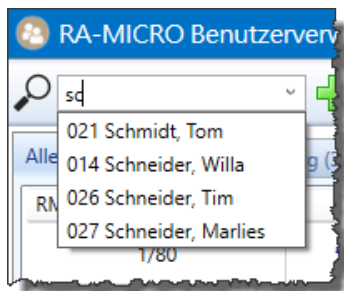 RA-MICRO Benutzerverw
sc
021 Schmidt, Tom
Alle
014 Schneider, Willa
g (
RM
026 Schneider, Tim
027 Schneider, Marlies
1/80